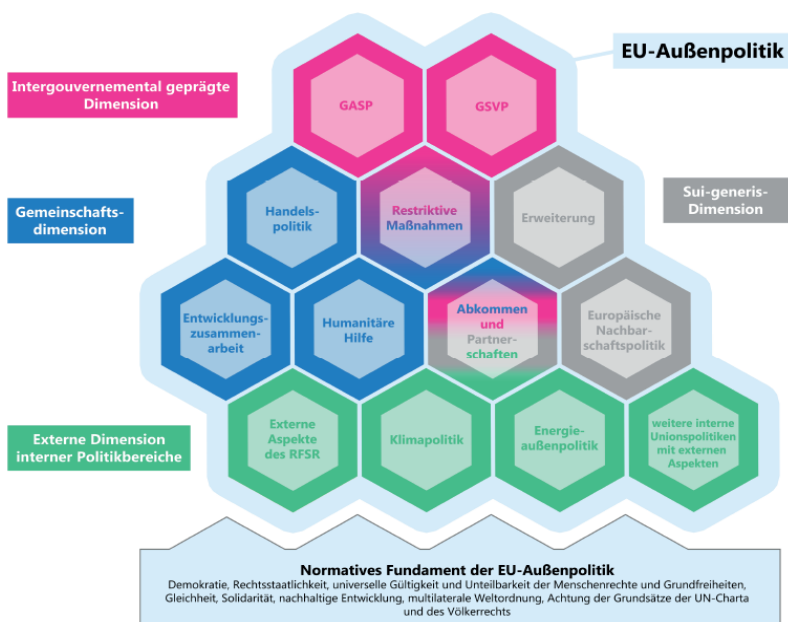 EU-Außenpolitik
Intergouvernemental geprägte
Dimension
GASP
GSVP
Gemeinschafts-
dimension
Handels-
politik
Restriktive
Maßnahmen
Erweiterung
Sui-generis-
Dimension
Entwicklungs-
zusammen-
arbeit
Humanitäre
Hilfe
Abkommen
und
Partner-
schaften
Europäische
Nachbar-
schaftspolitik
Externe Dimension
interner Politikbereiche
Externe
Aspekte
des RFSR
Klimapolitik
Energie-
außenpolitik
weitere interne
Unionspolitiken
mit externen
Aspekten
Normatives Fundament der EU-Außenpolitik
Demokratie, Rechtsstaatlichkeit, universelle Gültigkeit und Unteilbarkeit der Menschenrechte und Grundfreiheiten,
Gleichheit, Solidarität, nachhaltige Entwicklung, multilaterale Weltordnung, Achtung der Grundsätze der UN-Charta
und des Völkerrechts